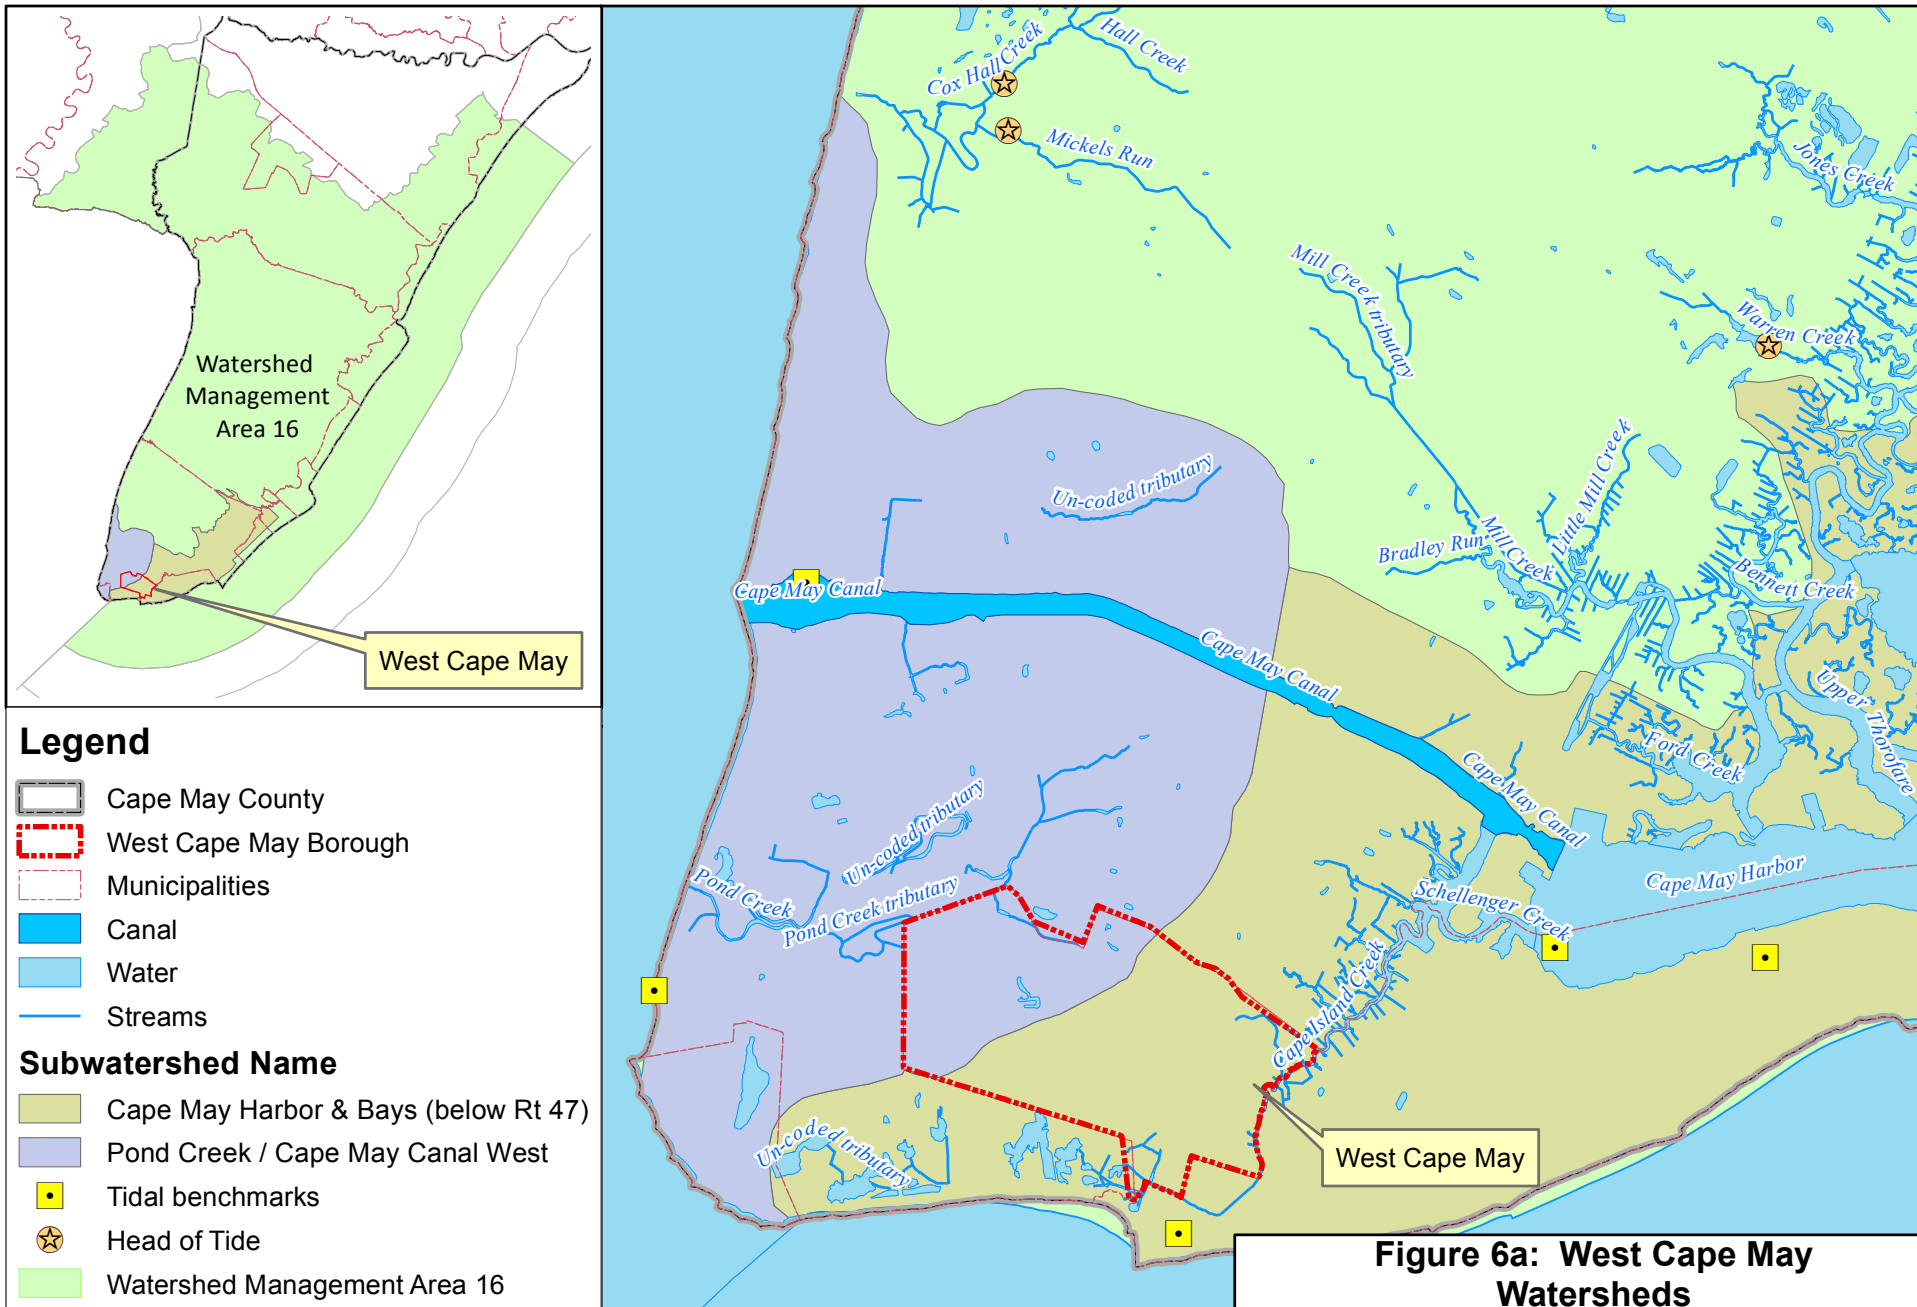 Watershed
Management
Area 16
West Cape May
Legend
Cape May County
West Cape May Borough
Municipalities
Canal
Water
Streams
Subwatershed Name
Cape May Harbor & Bays (below Rt 47)
Pond Creek / Cape May Canal West
Tidal benchmarks
Head of Tide
Watershed Management Area 16
Hall Creek
Cox Hall Creek
Mickels Run
Jones Creek
Mill Creek tributary
Warren Creek
Un-coded tributary
Little Mill Creek
Bradley Run
Mill Creek
Bennett Creek
Cape May Canal
Cape May Canal
Upper Thorofare
Ford Creek
Cape May Canal
Un-coded tributary
Cape May Harbor
Pond Creek
Pond Creek tributary
Schellenger Creek
Cape Island Creek
Un-coded tributary
West Cape May
Figure 6a: West Cape May
Watersheds